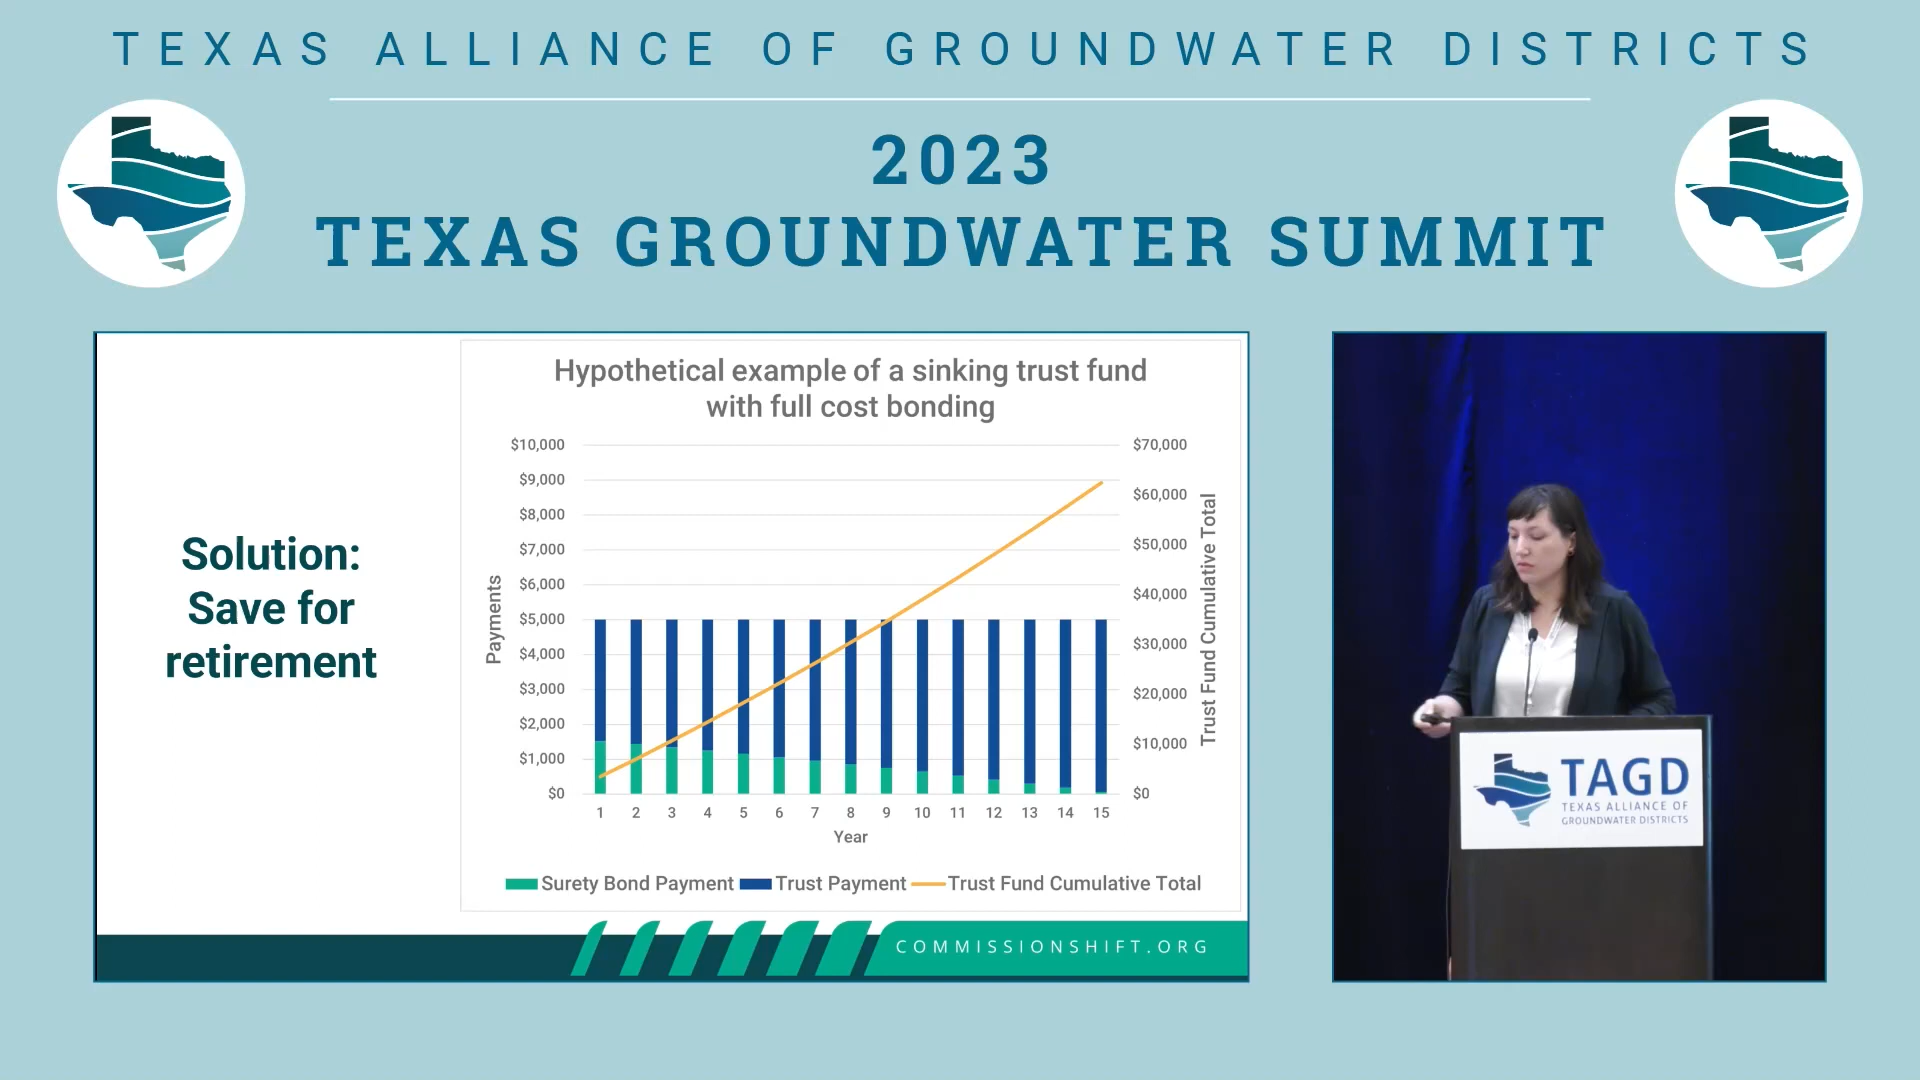 TEXAS ALLIANCE OF GROUNDWATER DISTRICTS
2023
TEXAS GROUNDWATER SUMMIT
Solution:
Save for
retirement
Hypothetical example of a sinking trust fund
with full cost bonding
Payments
$10,000
$9,000
$8,000
$7,000
$6,000
$5,000
$4,000
$3,000
$2,000
$1,000
$0
$70,000
$60,000
$50,000
$40,000
$30,000
$20,000
$10,000
$0
Trust Fund Cumulative Total
1 2 3 4 5 6 7 8 9 10 11 12 13 14 15
Year
Surety Bond Payment Trust Payment Trust Fund Cumulative Total
COMMISSIONSHIFT.ORG
TAGD
TEXAS ALLIANCE OF
GROUNDWATER DISTRICTS